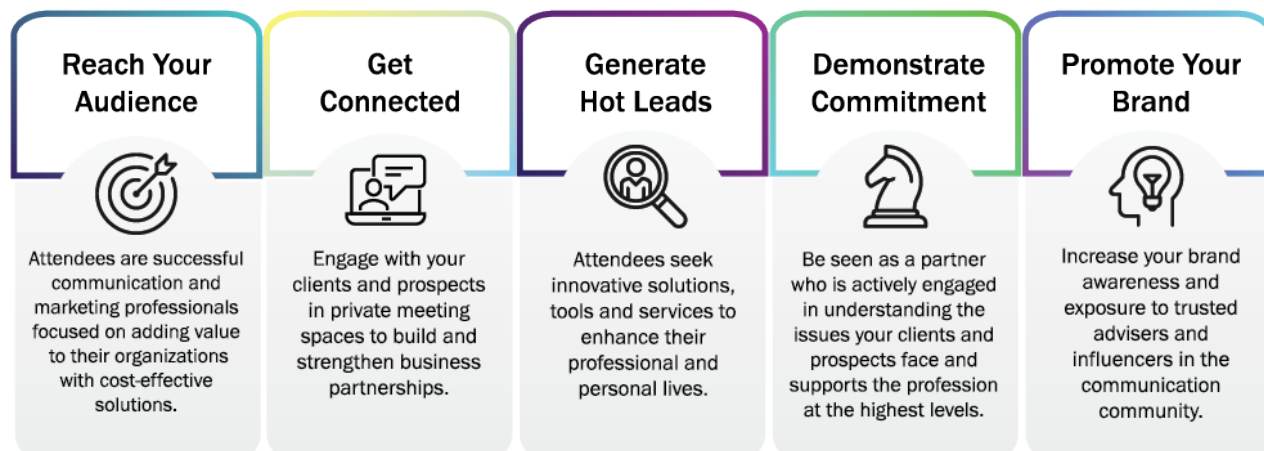 Reach Your
Audience
Attendees are successful
communication and
marketing professionals
focused on adding value
to their organizations
with cost-effective
solutions.
Get
Connected
Engage with your
clients and prospects
in private meeting
spaces to build and
strengthen business
partnerships.
Generate
Hot Leads
Attendees seek
innovative solutions,
tools and services to
enhance their
professional and
personal lives.
Demonstrate
Commitment
Be seen as a partner
who is actively engaged
in understanding the
issues your clients and
prospects face and
supports the profession
at the highest levels.
Promote Your
Brand
Increase your brand
awareness and
exposure to trusted
advisers and
influencers in the
communication
community.